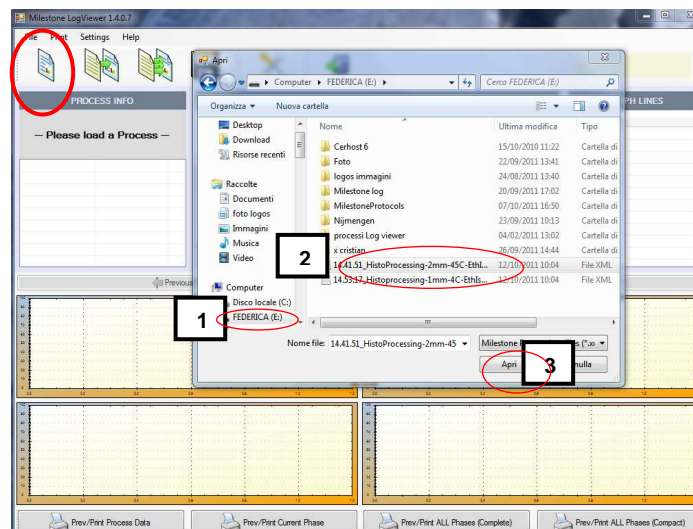 Milestone LogViewer 1.4.0.7
File Print Settings Help
PROCESS INFO
— Please load a Process —
Apri
Computer FEDERICA (E:)
Cerca FEDERICA (E:)
Organizza Nuova cartella
Desktop
Download
Risorse recenti
Raccolte
Documenti
foto logos
Immagini
Musica
Video
Computer
Disco locale (C:)
FEDERICA (E:)
Nome Ultima modifica Tipo
Cerhost 6 15/10/2010 11:22 Cartella di
Foto 22/09/2011 13:41 Cartella di
logos immagini 24/08/2011 13:40 Cartella di
Milestone log 20/09/2011 17:02 Cartella di
MilestoneProtocols 07/10/2011 16:50 Cartella di
Nijmengen 23/09/2011 10:13 Cartella di
processi Log viewer 04/02/2011 13:02 Cartella di
x cristian 26/09/2011 14:44 Cartella di
14.41.51_HistoProcessing-2mm-45C-EthI... 12/10/2011 10:04 File XML
14.53.17_Histoprocessing-1mm-4C-EthIs... 12/10/2011 10:04 File XML
Nome file: 14.41.51_HistoProcessing-2mm-45
Milestone
Apri
nulla
1
2
3
PH LINES
Previou
Prev/Print Process Data
Prev/Print Current Phase
Prev/Print ALL Phases (Complete)
Prev/Print ALL Phases (Compact)